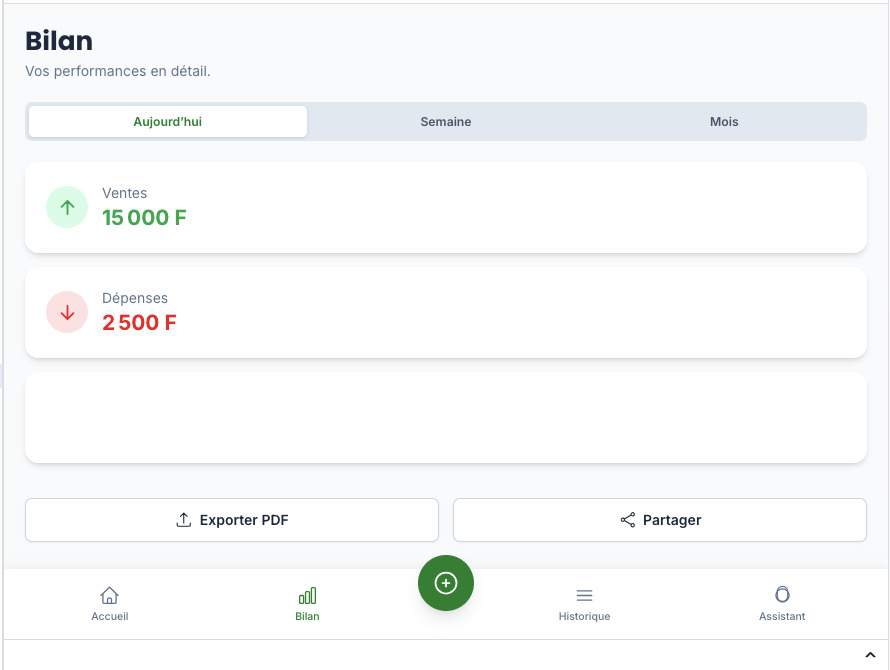 Bilan
Vos performances en détail.
Aujourd’hui
Semaine
Mois
Ventes
15 000 F
Dépenses
2 500 F
Exporter PDF
Partager
Accueil
Bilan
Historique
Assistant